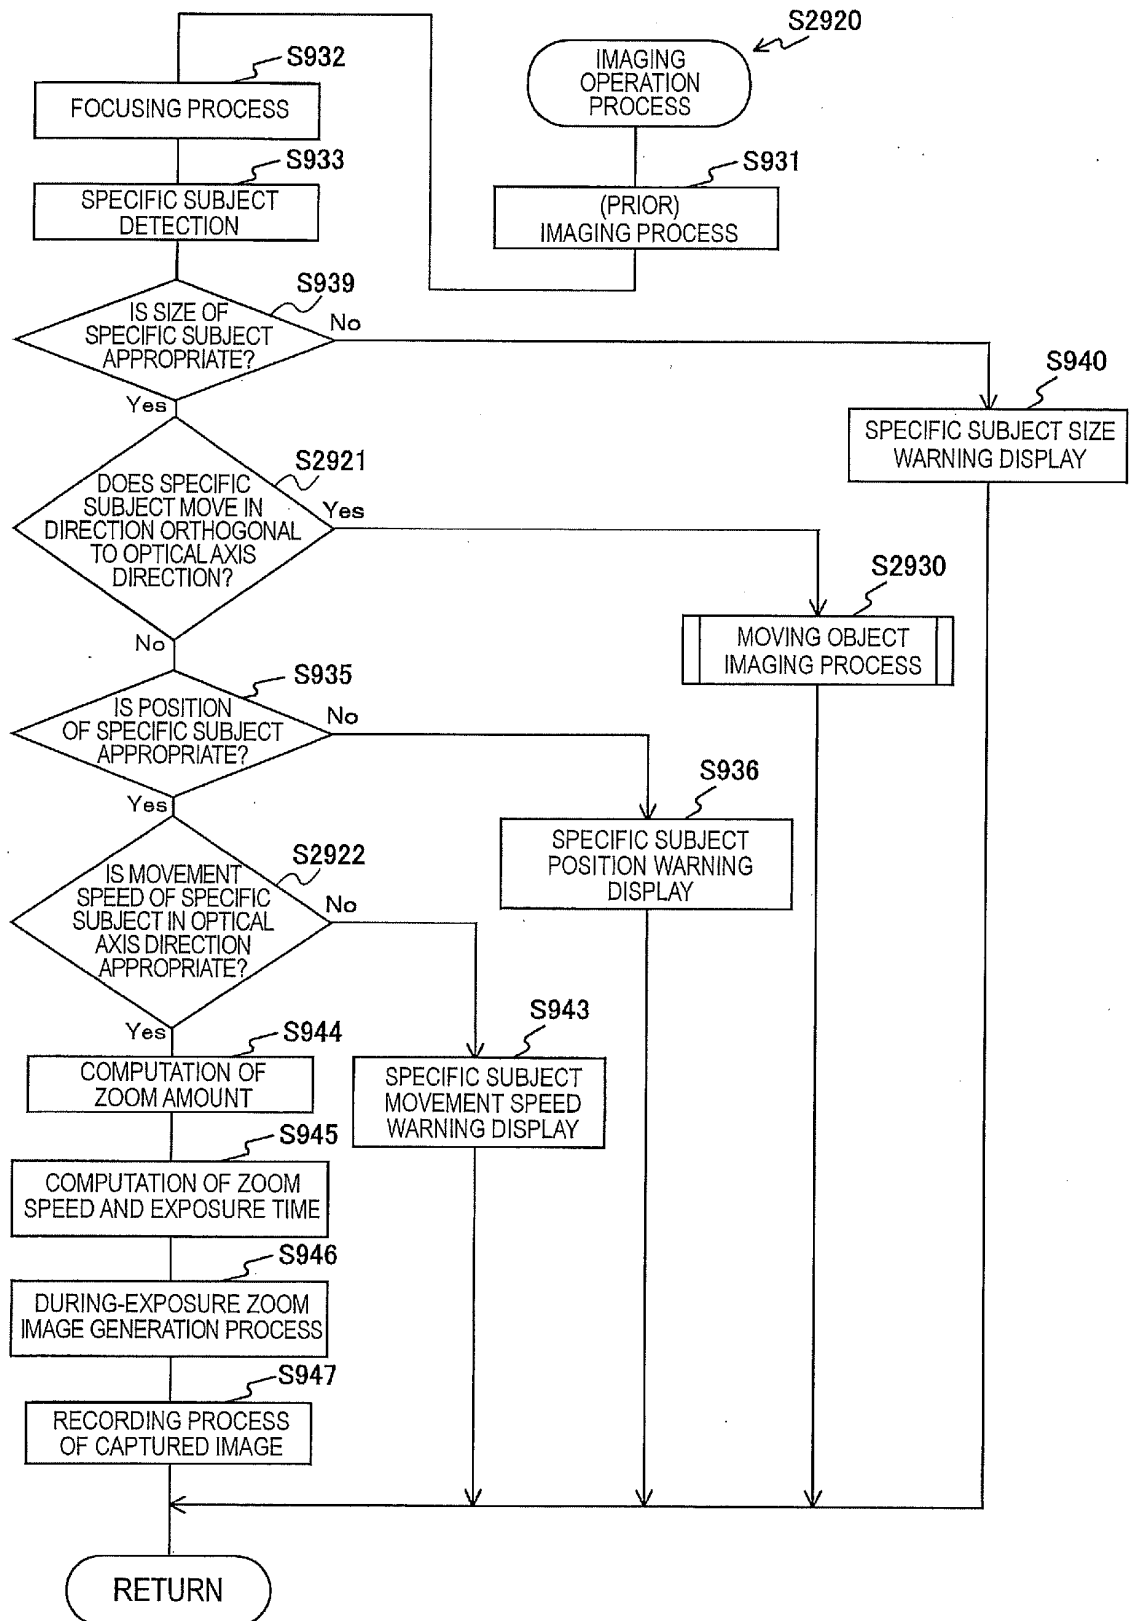 S2920
IMAGING
OPERATION
PROCESS
S931
(PRIOR)
IMAGING PROCESS
S932
FOCUSING PROCESS
S933
SPECIFIC SUBJECT
DETECTION
S939
IS SIZE OF
SPECIFIC SUBJECT
APPROPRIATE?
No
Yes
S940
SPECIFIC SUBJECT SIZE
WARNING DISPLAY
S2921
DOES SPECIFIC
SUBJECT MOVE IN
DIRECTION ORTHOGONAL
TO OPTICAL AXIS
DIRECTION?
Yes
No
S2930
MOVING OBJECT
IMAGING PROCESS
S935
IS POSITION
OF SPECIFIC SUBJECT
APPROPRIATE?
No
Yes
S936
SPECIFIC SUBJECT
POSITION WARNING
DISPLAY
S2922
IS MOVEMENT
SPEED OF SPECIFIC
SUBJECT IN OPTICAL
AXIS DIRECTION
APPROPRIATE?
No
Yes
S943
SPECIFIC SUBJECT
MOVEMENT SPEED
WARNING DISPLAY
S944
COMPUTATION OF
ZOOM AMOUNT
S945
COMPUTATION OF ZOOM
SPEED AND EXPOSURE TIME
S946
DURING-EXPOSURE ZOOM
IMAGE GENERATION PROCESS
S947
RECORDING PROCESS
OF CAPTURED IMAGE
RETURN